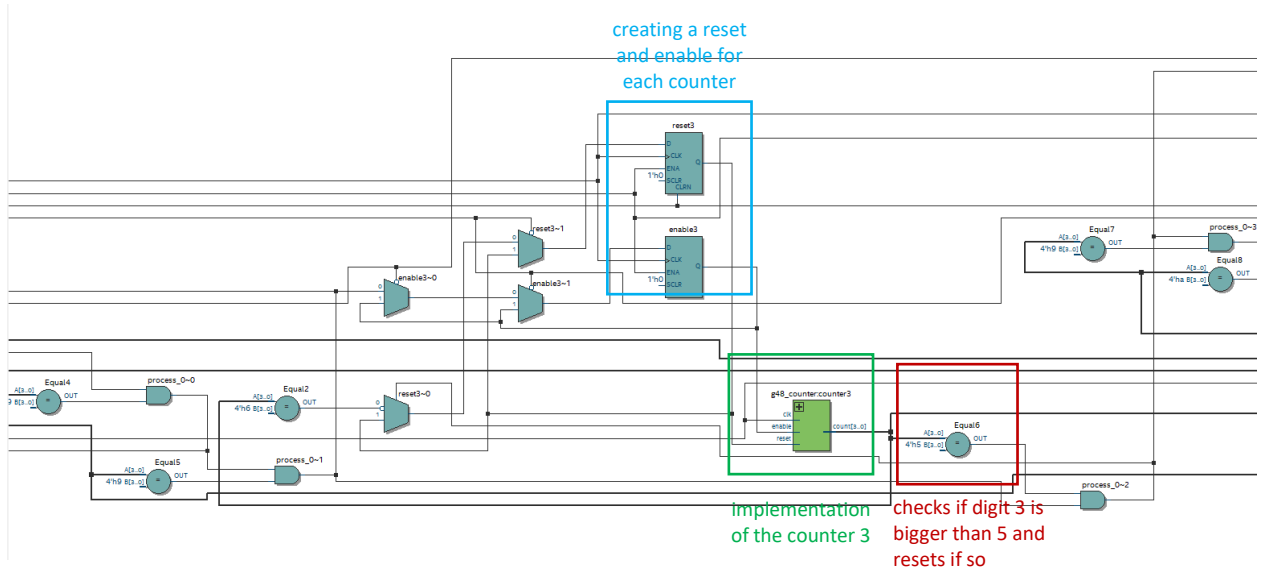 creating a reset
and enable for
each counter
reset3
D
CLK
ENA
Q
1'h0
SCLR
CLRN
enable3
D
CLK
ENA
Q
1'h0
SCLR
reset3~1
0
1
enable3~0
0
1
enable3~1
0
1
Equal7
A[3..0]
4'h9 B[3..0]
OUT
process_0~3
Equal8
A[3..0]
4'ha B[3..0]
OUT
Equal4
A[3..0]
9 B[3..0]
OUT
process_0~0
Equal2
A[3..0]
4'h6 B[3..0]
OUT
reset3~0
0
1
g48_counter:counter3
clk
enable
reset
count[3..0]
Equal6
A[3..0]
4'h5 B[3..0]
OUT
Equal5
A[3..0]
4'h9 B[3..0]
OUT
process_0~1
process_0~2
Implementation
of the counter 3
checks if digit 3 is
bigger than 5 and
resets if so